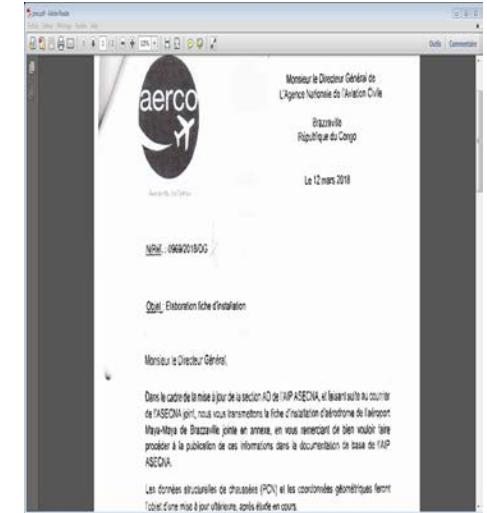 Outils
Commentaire
aerco
Monsieur le Directeur Général de
L'Agence Nationale de l'Aviation Civile
Brazzaville
République du Congo
Le 12 mars 2018
N/Réf. : 0969/2018/DG
Objet : Elaboration fiche d'installation
Monsieur le Directeur Général,
Dans le cadre de la mise à jour de la section AD de l'AIP ASECNA, et faisant suite au courrier
de l'ASECNA joint, nous vous transmettons la fiche d'installation d'aérodrome de l'aéroport
Maya-Maya de Brazzaville jointe en annexe, en vous remerciant de bien vouloir faire
procéder à la publication de ces informations dans la documentation de base de l'AIP
ASECNA.
Les données structurelles de chaussées (PCN) et les coordonnées géométriques feront
l'objet d'une mise à jour ultérieure, après étude en cours.